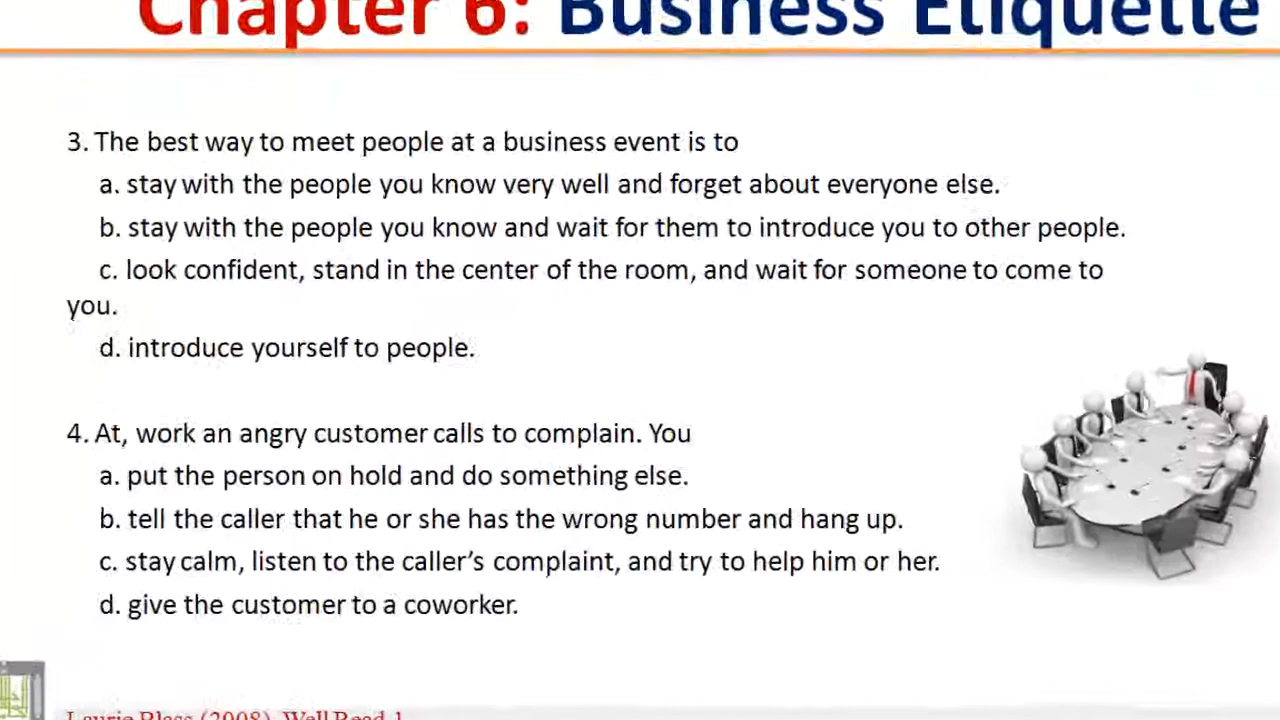 Chapter 6: Business Etiquette
3. The best way to meet people at a business event is to
a. stay with the people you know very well and forget about everyone else.
b. stay with the people you know and wait for them to introduce you to other people.
c. look confident, stand in the center of the room, and wait for someone to come to
you.
d. introduce yourself to people.
4. At, work an angry customer calls to complain. You
a. put the person on hold and do something else.
b. tell the caller that he or she has the wrong number and hang up.
c. stay calm, listen to the caller’s complaint, and try to help him or her.
d. give the customer to a coworker.
Laurie Blass (2008). Well Read 1